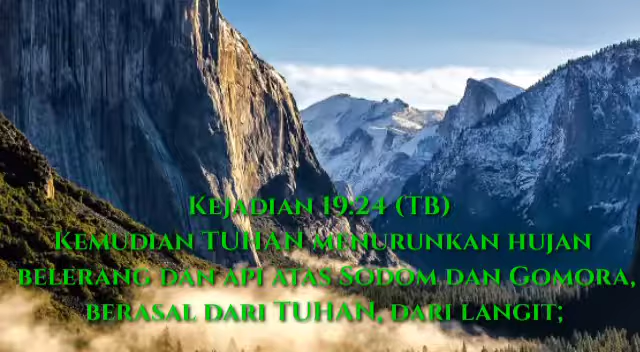 Kejadian 19:24 (TB)
Kemudian TUHAN menurunkan hujan
belerang dan api atas Sodom dan Gomora,
berasal dari TUHAN, dari langit;